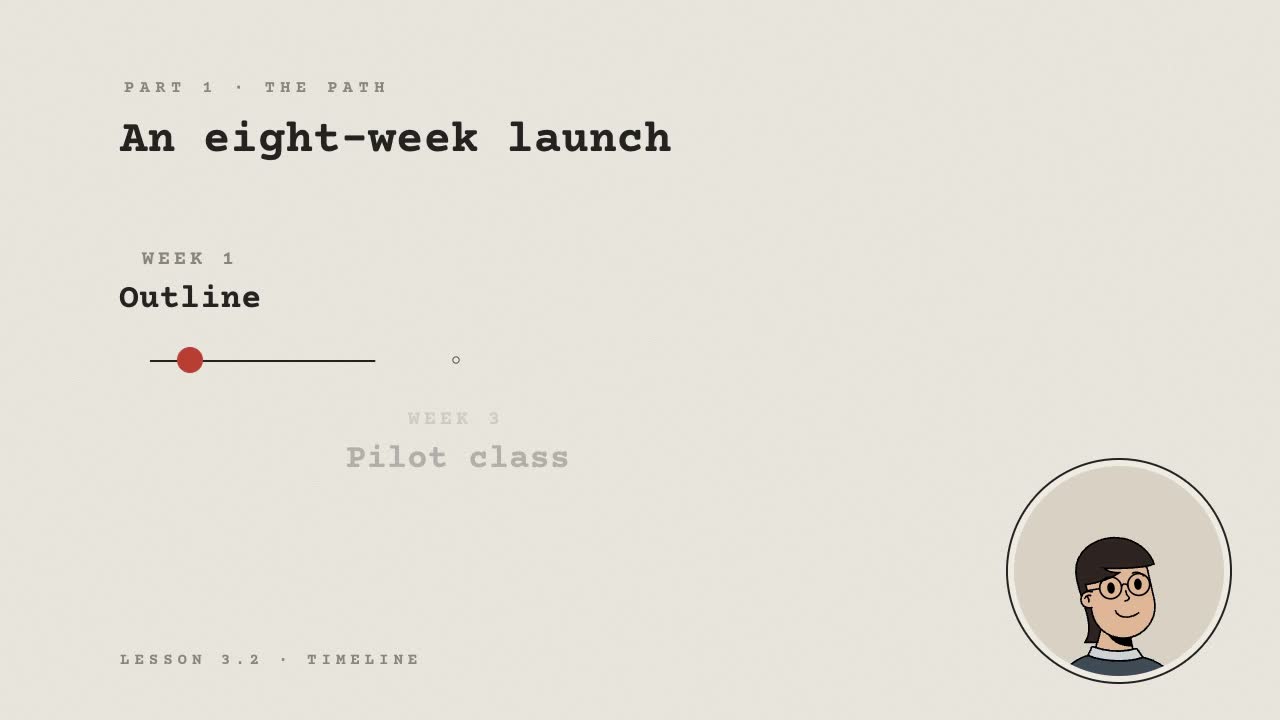 PART 1 · THE PATH
An eight-week launch
WEEK 1
Outline
WEEK 3
Pilot class
LESSON 3.2 · TIMELINE